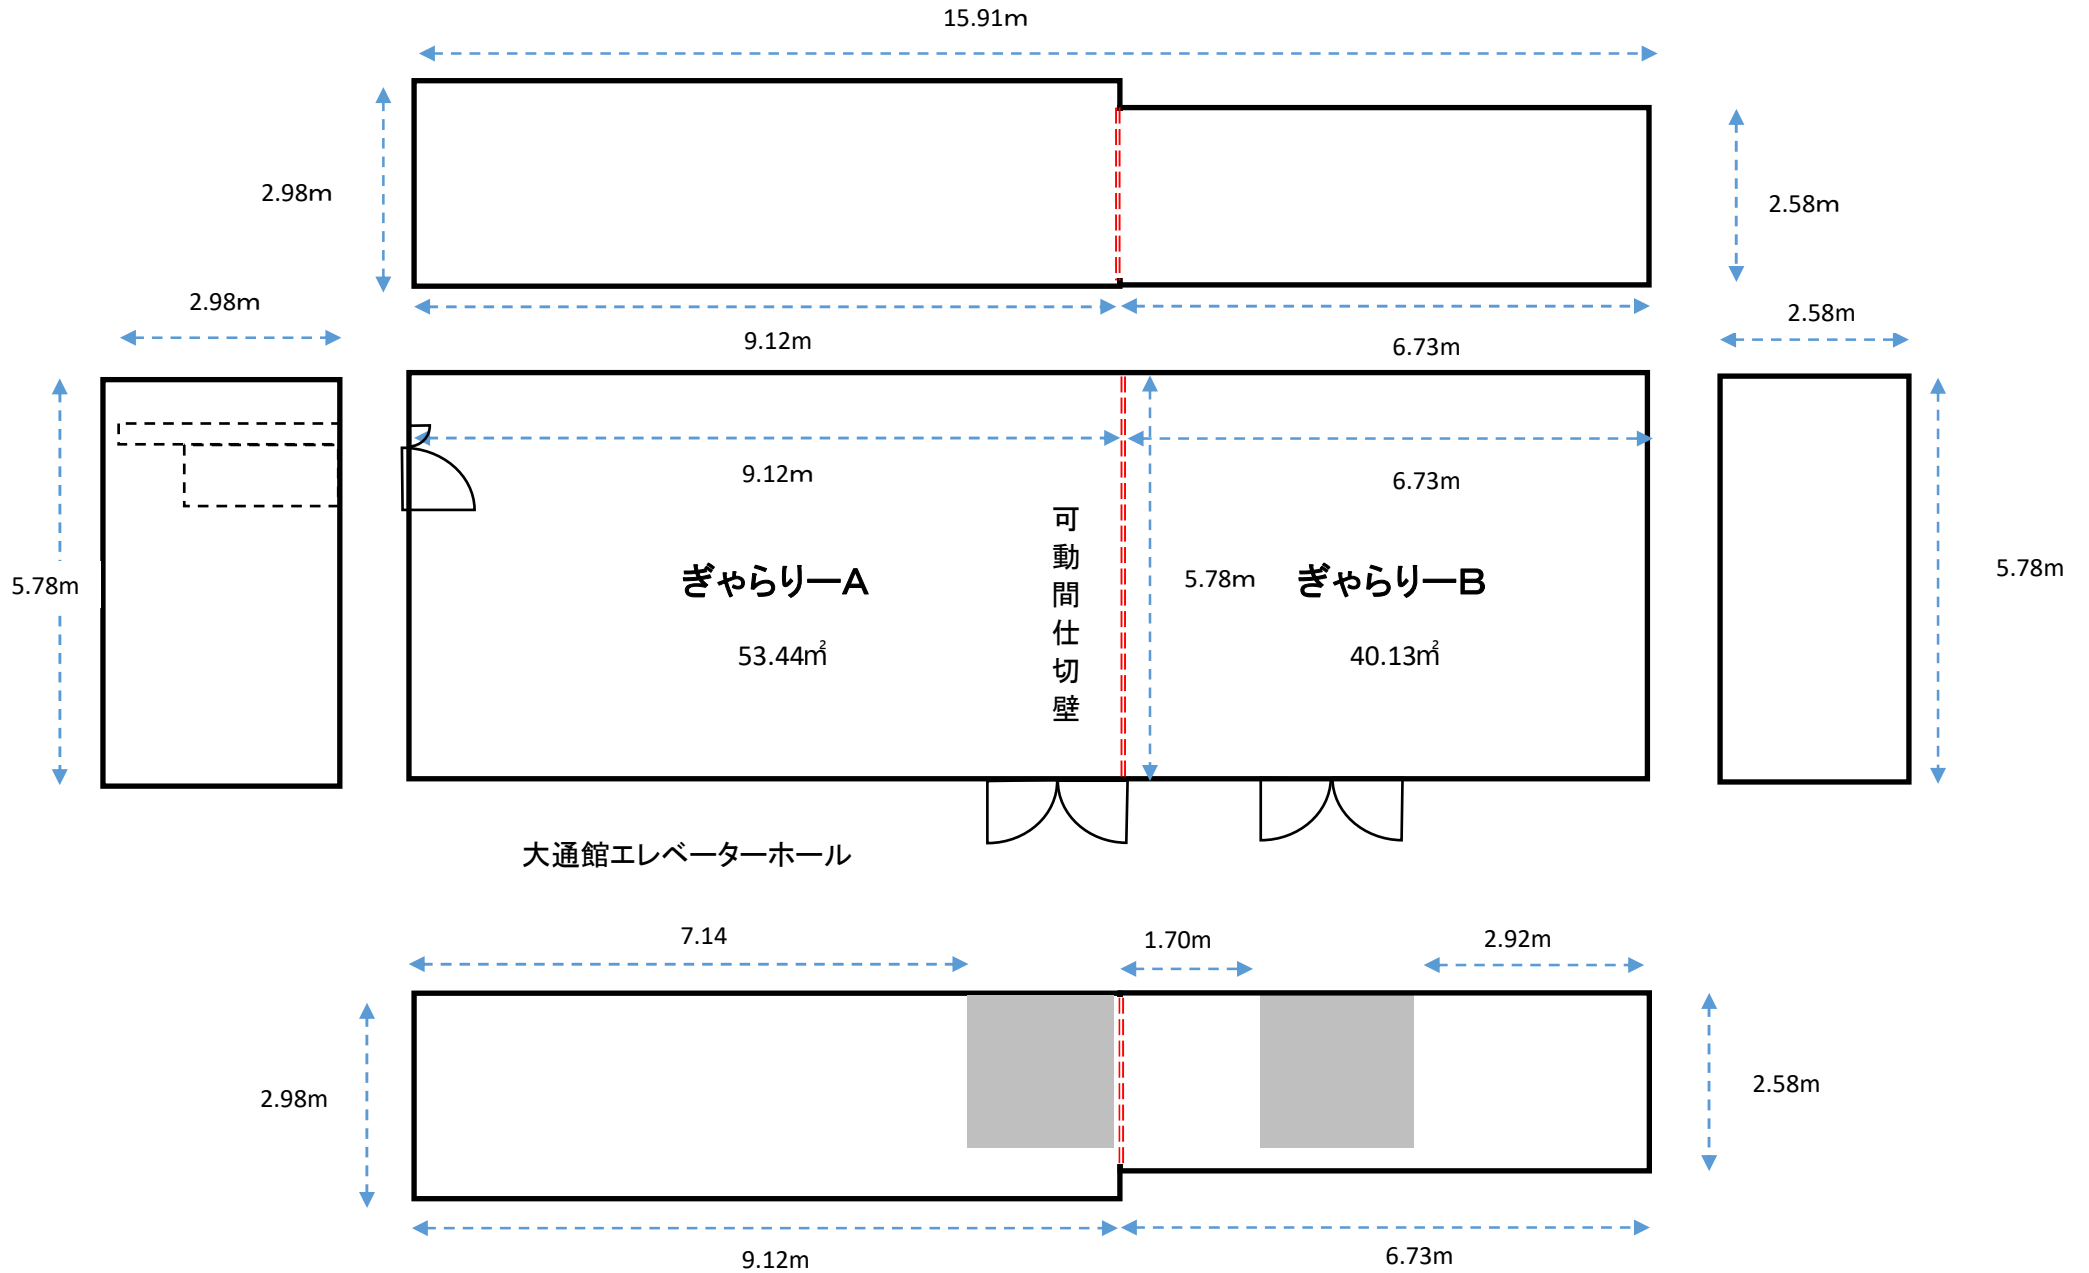 15.91m
2.98m
2.58m
2.98m
9.12m
6.73m
2.58m
9.12m
6.73m
可動間仕切壁
5.78m
ぎゃらりーA
5.78m
ぎゃらりーB
5.78m
53.44㎡
40.13㎡
大通館エレベーターホール
7.14
1.70m
2.92m
2.98m
2.58m
9.12m
6.73m